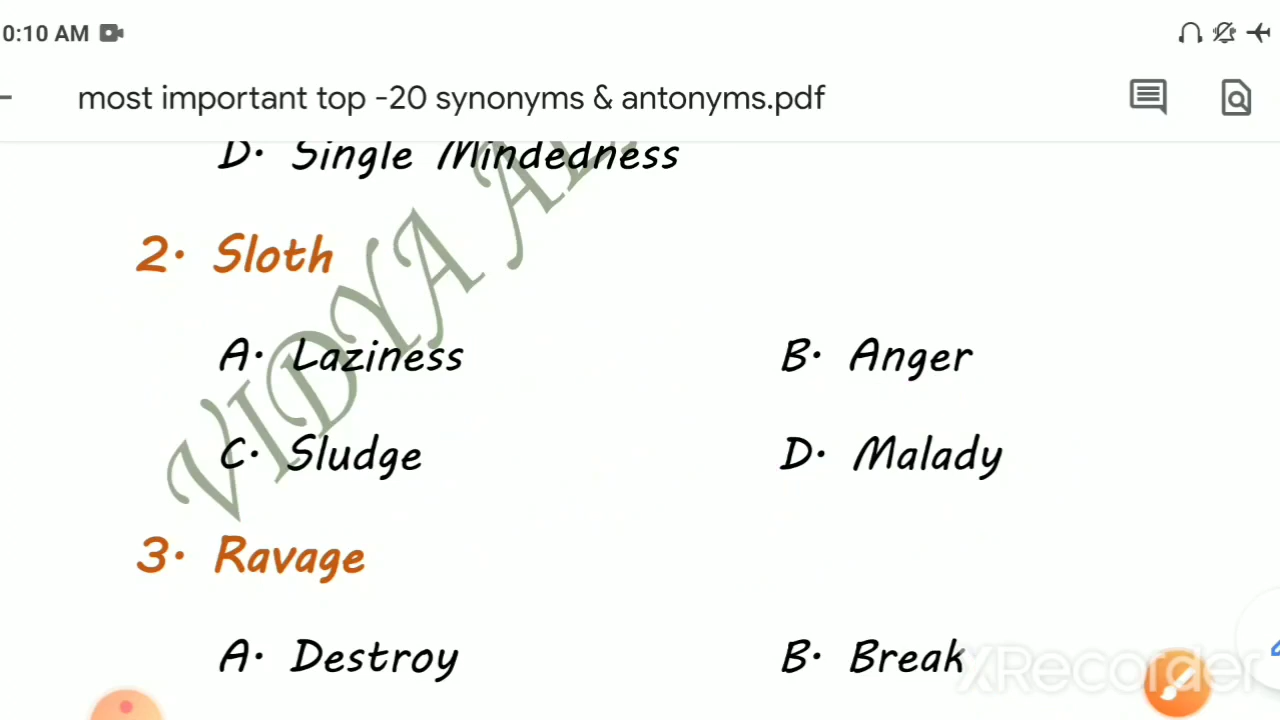 0:10 AM
most important top -20 synonyms & antonyms.pdf
D. Single Mindedness
2. Sloth
A. Laziness B. Anger
C. Sludge D. Malady
3. Ravage
A. Destroy B. Break
VIDYA
XRecorder